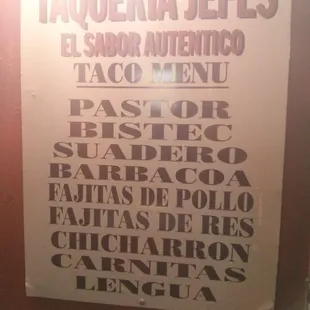 TAQUERIA JEFES
EL SABOR AUTENTICO
TACO MENU
PASTOR
BISTEC
SUADERO
BARBACOA
FAJITAS DE POLLO
FAJITAS DE RES
CHICHARRON
CARNITAS
LENGUA